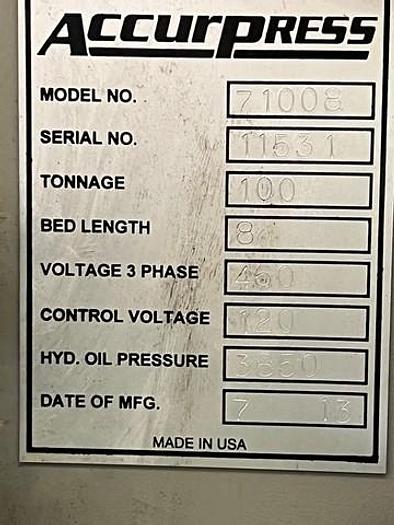 ACCURPRESS
MODEL NO. 71008
SERIAL NO. 11531
TONNAGE 100
BED LENGTH 8
VOLTAGE 3 PHASE 460
CONTROL VOLTAGE 120
HYD. OIL PRESSURE
DATE OF MFG. 7 13
MADE IN USA